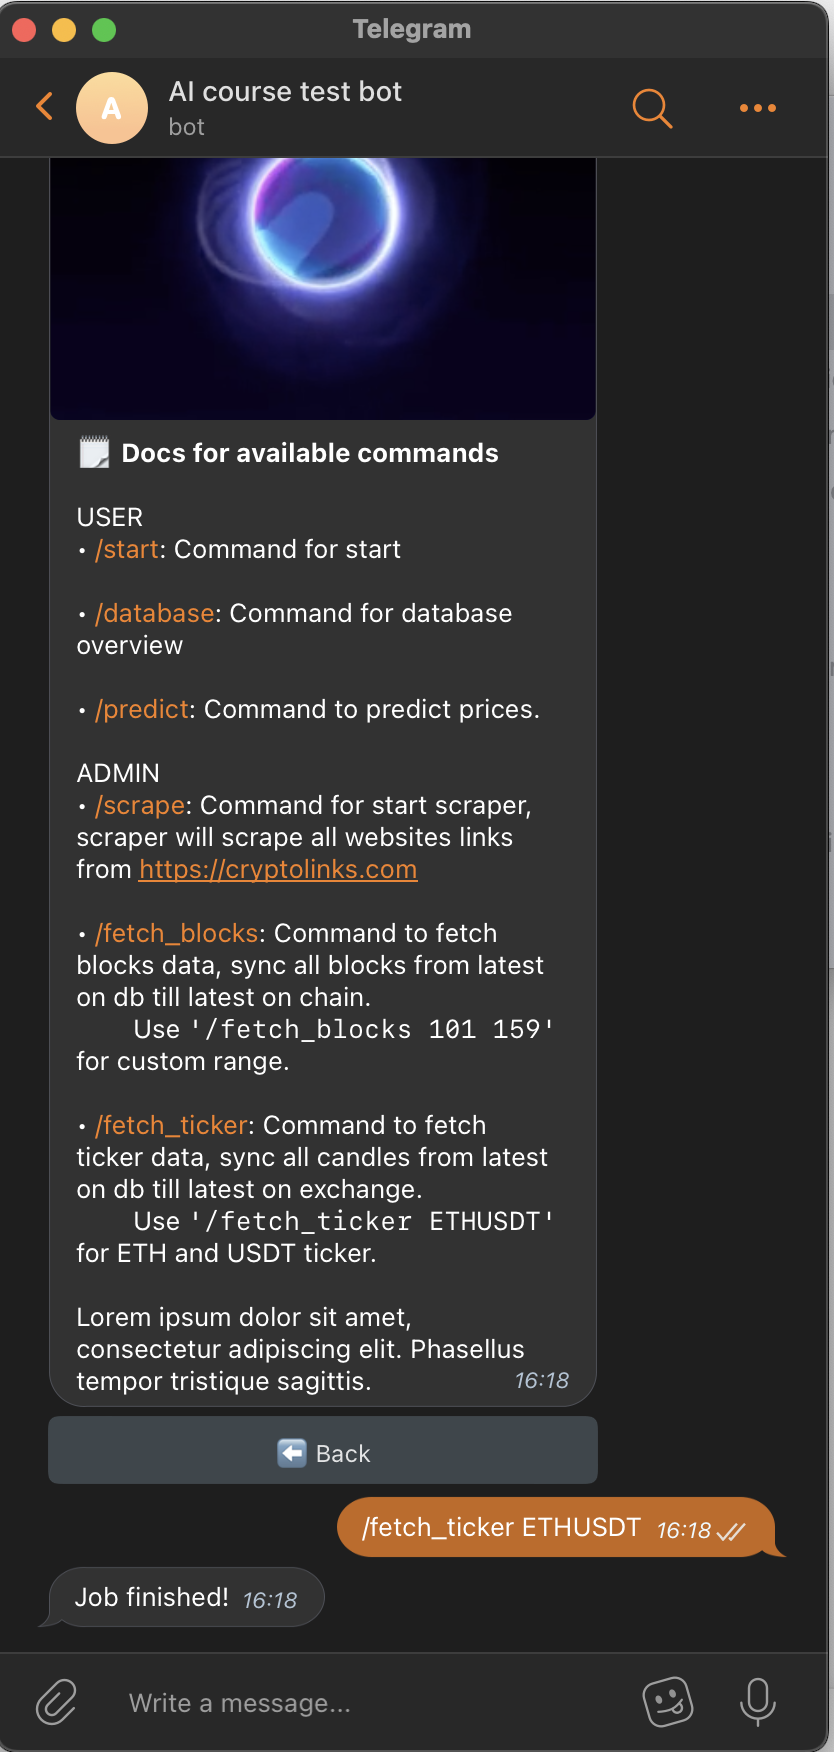 Telegram
A
AI course test bot
bot
Docs for available commands
USER
• /start: Command for start
• /database: Command for database
overview
• /predict: Command to predict prices.
ADMIN
• /scrape: Command for start scraper,
scraper will scrape all websites links
from https://cryptolinks.com
• /fetch_blocks: Command to fetch
blocks data, sync all blocks from latest
on db till latest on chain.
Use '/fetch_blocks 101 159'
for custom range.
• /fetch_ticker: Command to fetch
ticker data, sync all candles from latest
on db till latest on exchange.
Use '/fetch_ticker ETHUSDT'
for ETH and USDT ticker.
Lorem ipsum dolor sit amet,
consectetur adipiscing elit. Phasellus
tempor tristique sagittis. 16:18
Back
/fetch_ticker ETHUSDT 16:18
Job finished! 16:18
Write a message...